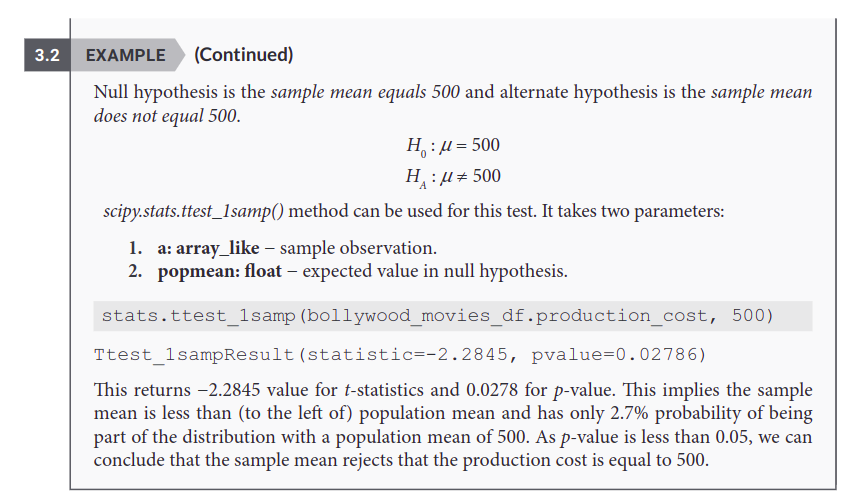 3.2 EXAMPLE (Continued)
Null hypothesis is the sample mean equals 500 and alternate hypothesis is the sample mean
does not equal 500.
H0 : μ = 500
HA : μ ≠ 500
scipy.stats.ttest_1samp() method can be used for this test. It takes two parameters:
1. a: array_like − sample observation.
2. popmean: float − expected value in null hypothesis.
stats.ttest_1samp(bollywood_movies_df.production_cost, 500)
Ttest_1sampResult(statistic=-2.2845, pvalue=0.02786)
This returns −2.2845 value for t-statistics and 0.0278 for p-value. This implies the sample
mean is less than (to the left of) population mean and has only 2.7% probability of being
part of the distribution with a population mean of 500. As p-value is less than 0.05, we can
conclude that the sample mean rejects that the production cost is equal to 500.